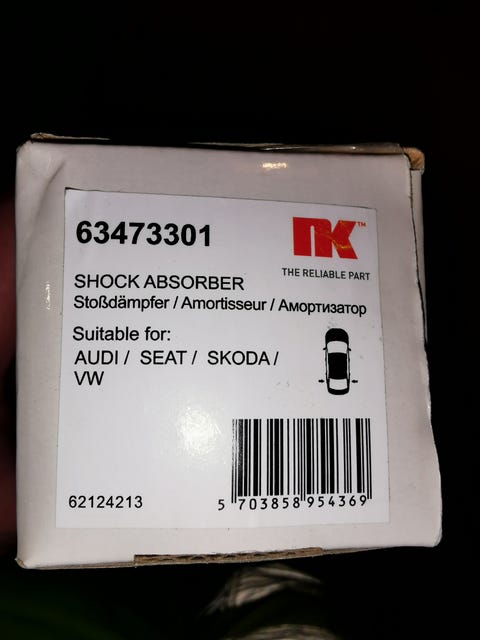 63473301
NK™
THE RELIABLE PART
SHOCK ABSORBER
Stoßdämpfer / Amortisseur / Амортизатор
Suitable for:
AUDI / SEAT / SKODA /
VW
62124213
5 703858 954369